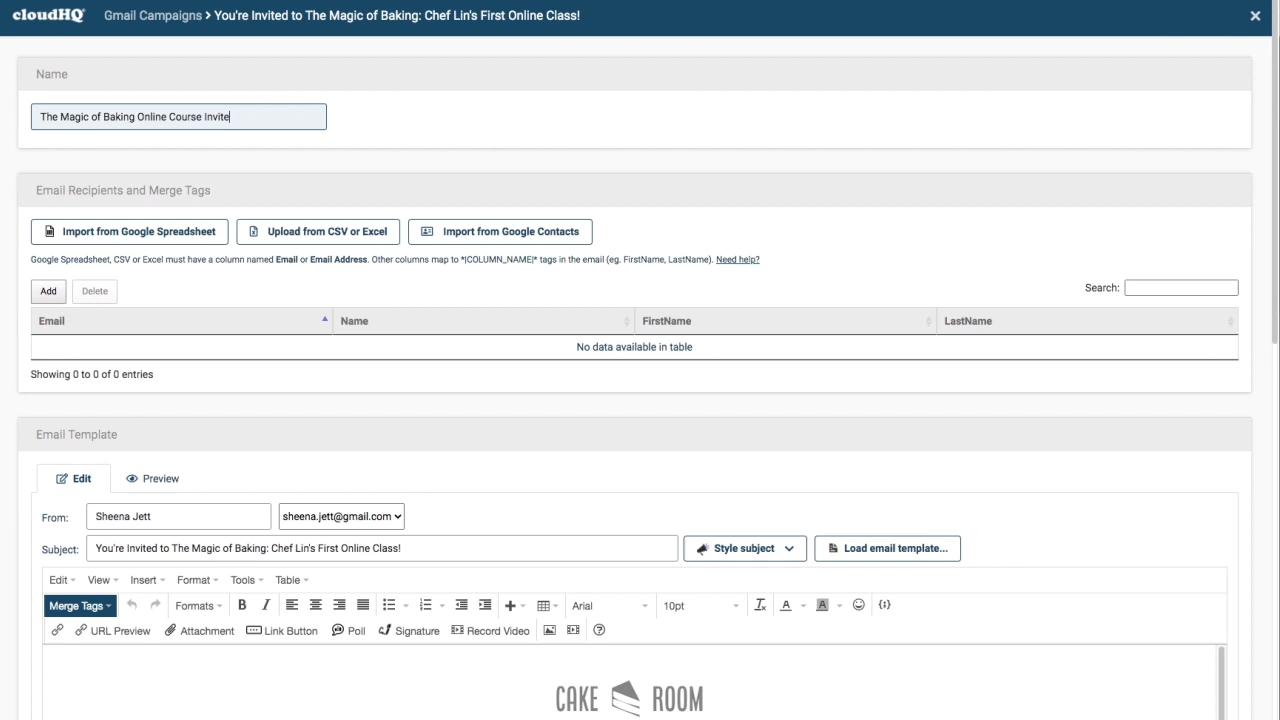 cloudHQ Gmail Campaigns > You're Invited to The Magic of Baking: Chef Lin's First Online Class!
Name
The Magic of Baking Online Course Invite
Email Recipients and Merge Tags
Import from Google Spreadsheet Upload from CSV or Excel Import from Google Contacts
Google Spreadsheet, CSV or Excel must have a column named Email or Email Address. Other columns map to *|COLUMN_NAME|* tags in the email (eg. FirstName, LastName). Need help?
Add Delete Search:
Email Name FirstName LastName
No data available in table
Showing 0 to 0 of 0 entries
Email Template
Edit Preview
From: Sheena Jett sheena.jett@gmail.com
Subject: You're Invited to The Magic of Baking: Chef Lin's First Online Class! Style subject Load email template...
Edit View Insert Format Tools Table
Merge Tags Formats B I Arial 10pt
URL Preview Attachment Link Button Poll Signature Record Video
CAKE ROOM